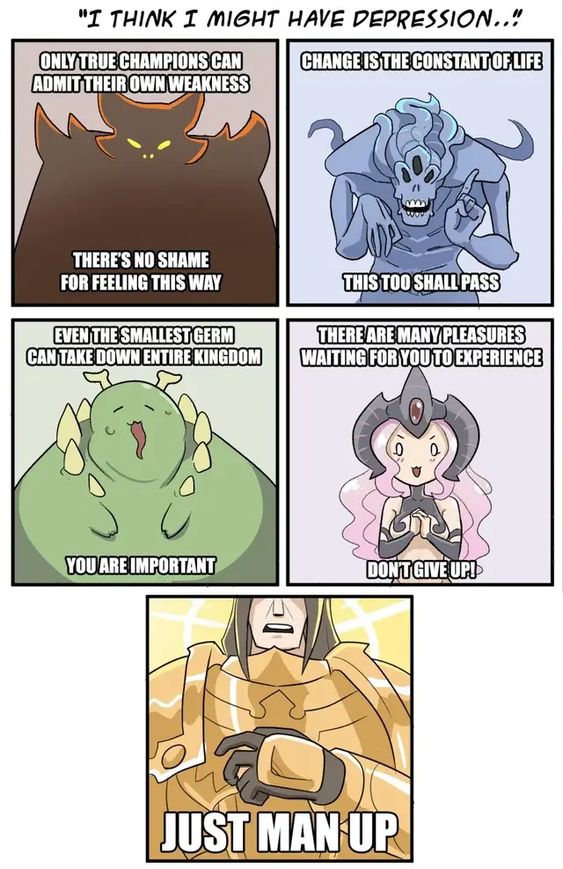 "I THINK I MIGHT HAVE DEPRESSION..."
ONLY TRUE CHAMPIONS CAN
ADMIT THEIR OWN WEAKNESS
THERE'S NO SHAME
FOR FEELING THIS WAY
CHANGE IS THE CONSTANT OF LIFE
THIS TOO SHALL PASS
EVEN THE SMALLEST GERM
CAN TAKE DOWN ENTIRE KINGDOM
YOU ARE IMPORTANT
THERE ARE MANY PLEASURES
WAITING FOR YOU TO EXPERIENCE
DON'T GIVE UP!
JUST MAN UP